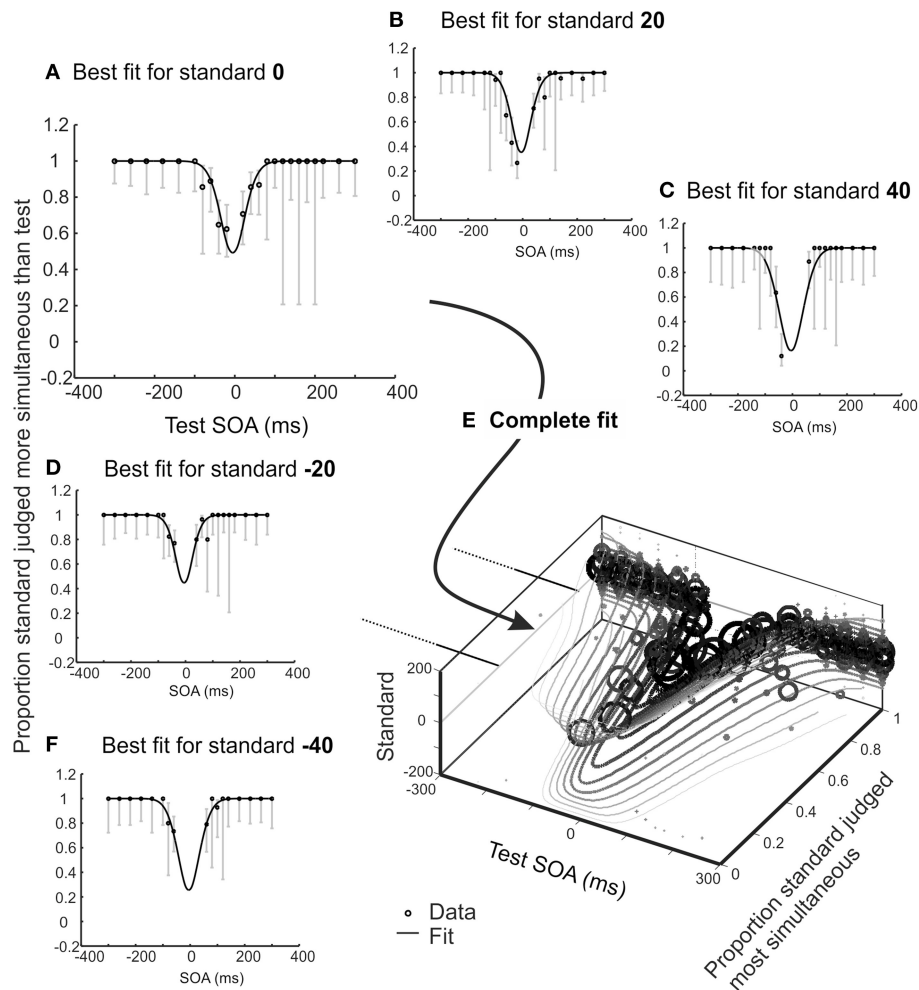 B Best fit for standard 20
1.2
1
0.8
0.6
0.4
0.2
0
-0.2
-400 -200 0 200 400
SOA (ms)
A Best fit for standard 0
1.2
1
0.8
0.6
0.4
0.2
0
-0.2
-400 -200 0 200 400
Test SOA (ms)
C Best fit for standard 40
1.2
1
0.8
0.6
0.4
0.2
0
-0.2
-400 -200 0 200 400
SOA (ms)
Proportion standard judged more simultaneous than test
E Complete fit
D Best fit for standard -20
1.2
1
0.8
0.6
0.4
0.2
0
-0.2
-400 -200 0 200 400
SOA (ms)
Standard
200
0
-200
-300
0
300
Test SOA (ms)
0
0.2
0.4
0.6
0.8
1
Proportion standard judged
most simultaneous
F Best fit for standard -40
1.2
1
0.8
0.6
0.4
0.2
0
-0.2
-400 -200 0 200 400
SOA (ms)
Data
Fit